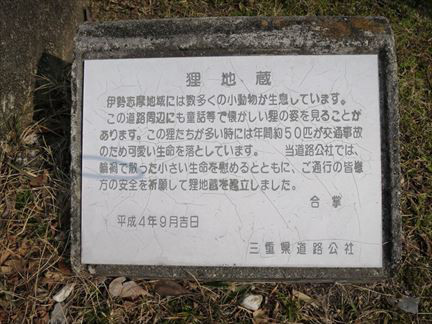 狸地蔵
伊勢志摩地域には数多くの小動物が生息しています。
この道路周辺にも童話等で懐かしい狸の姿を見ることが
あります。この狸たちが多い時には年間約50匹が交通事故
のため可愛い生命を落としています。　当道路公社では、
輪禍で散った小さい生命を慰めるとともに、ご通行の皆様
方の安全を祈願して狸地蔵を建立しました。
合掌
平成4年9月吉日
三重県道路公社